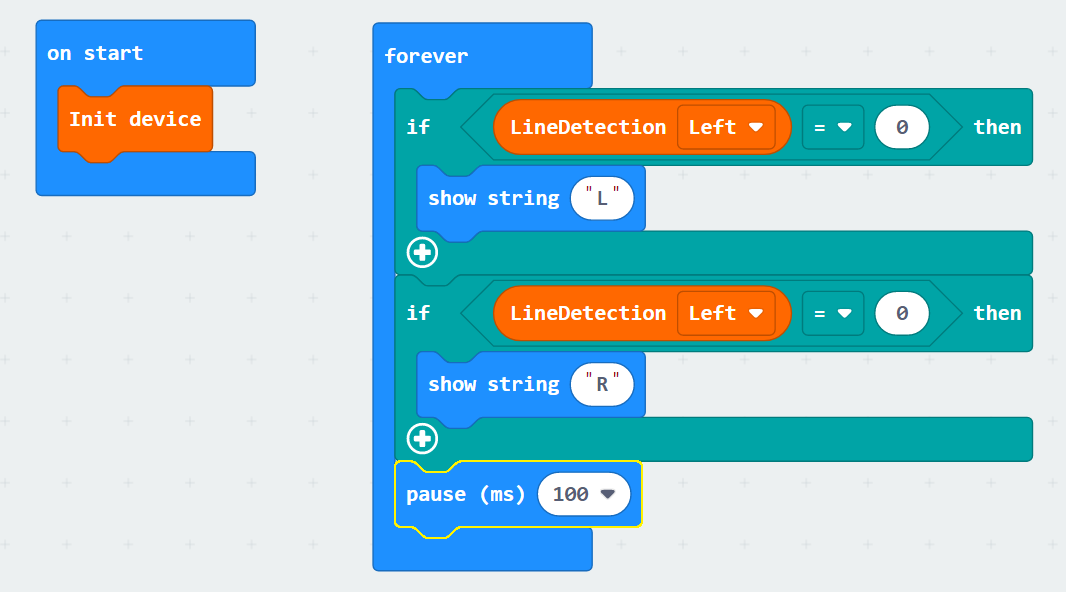 on start
Init device
forever
if LineDetection Left = 0 then
show string "L"
if LineDetection Left = 0 then
show string "R"
pause (ms) 100